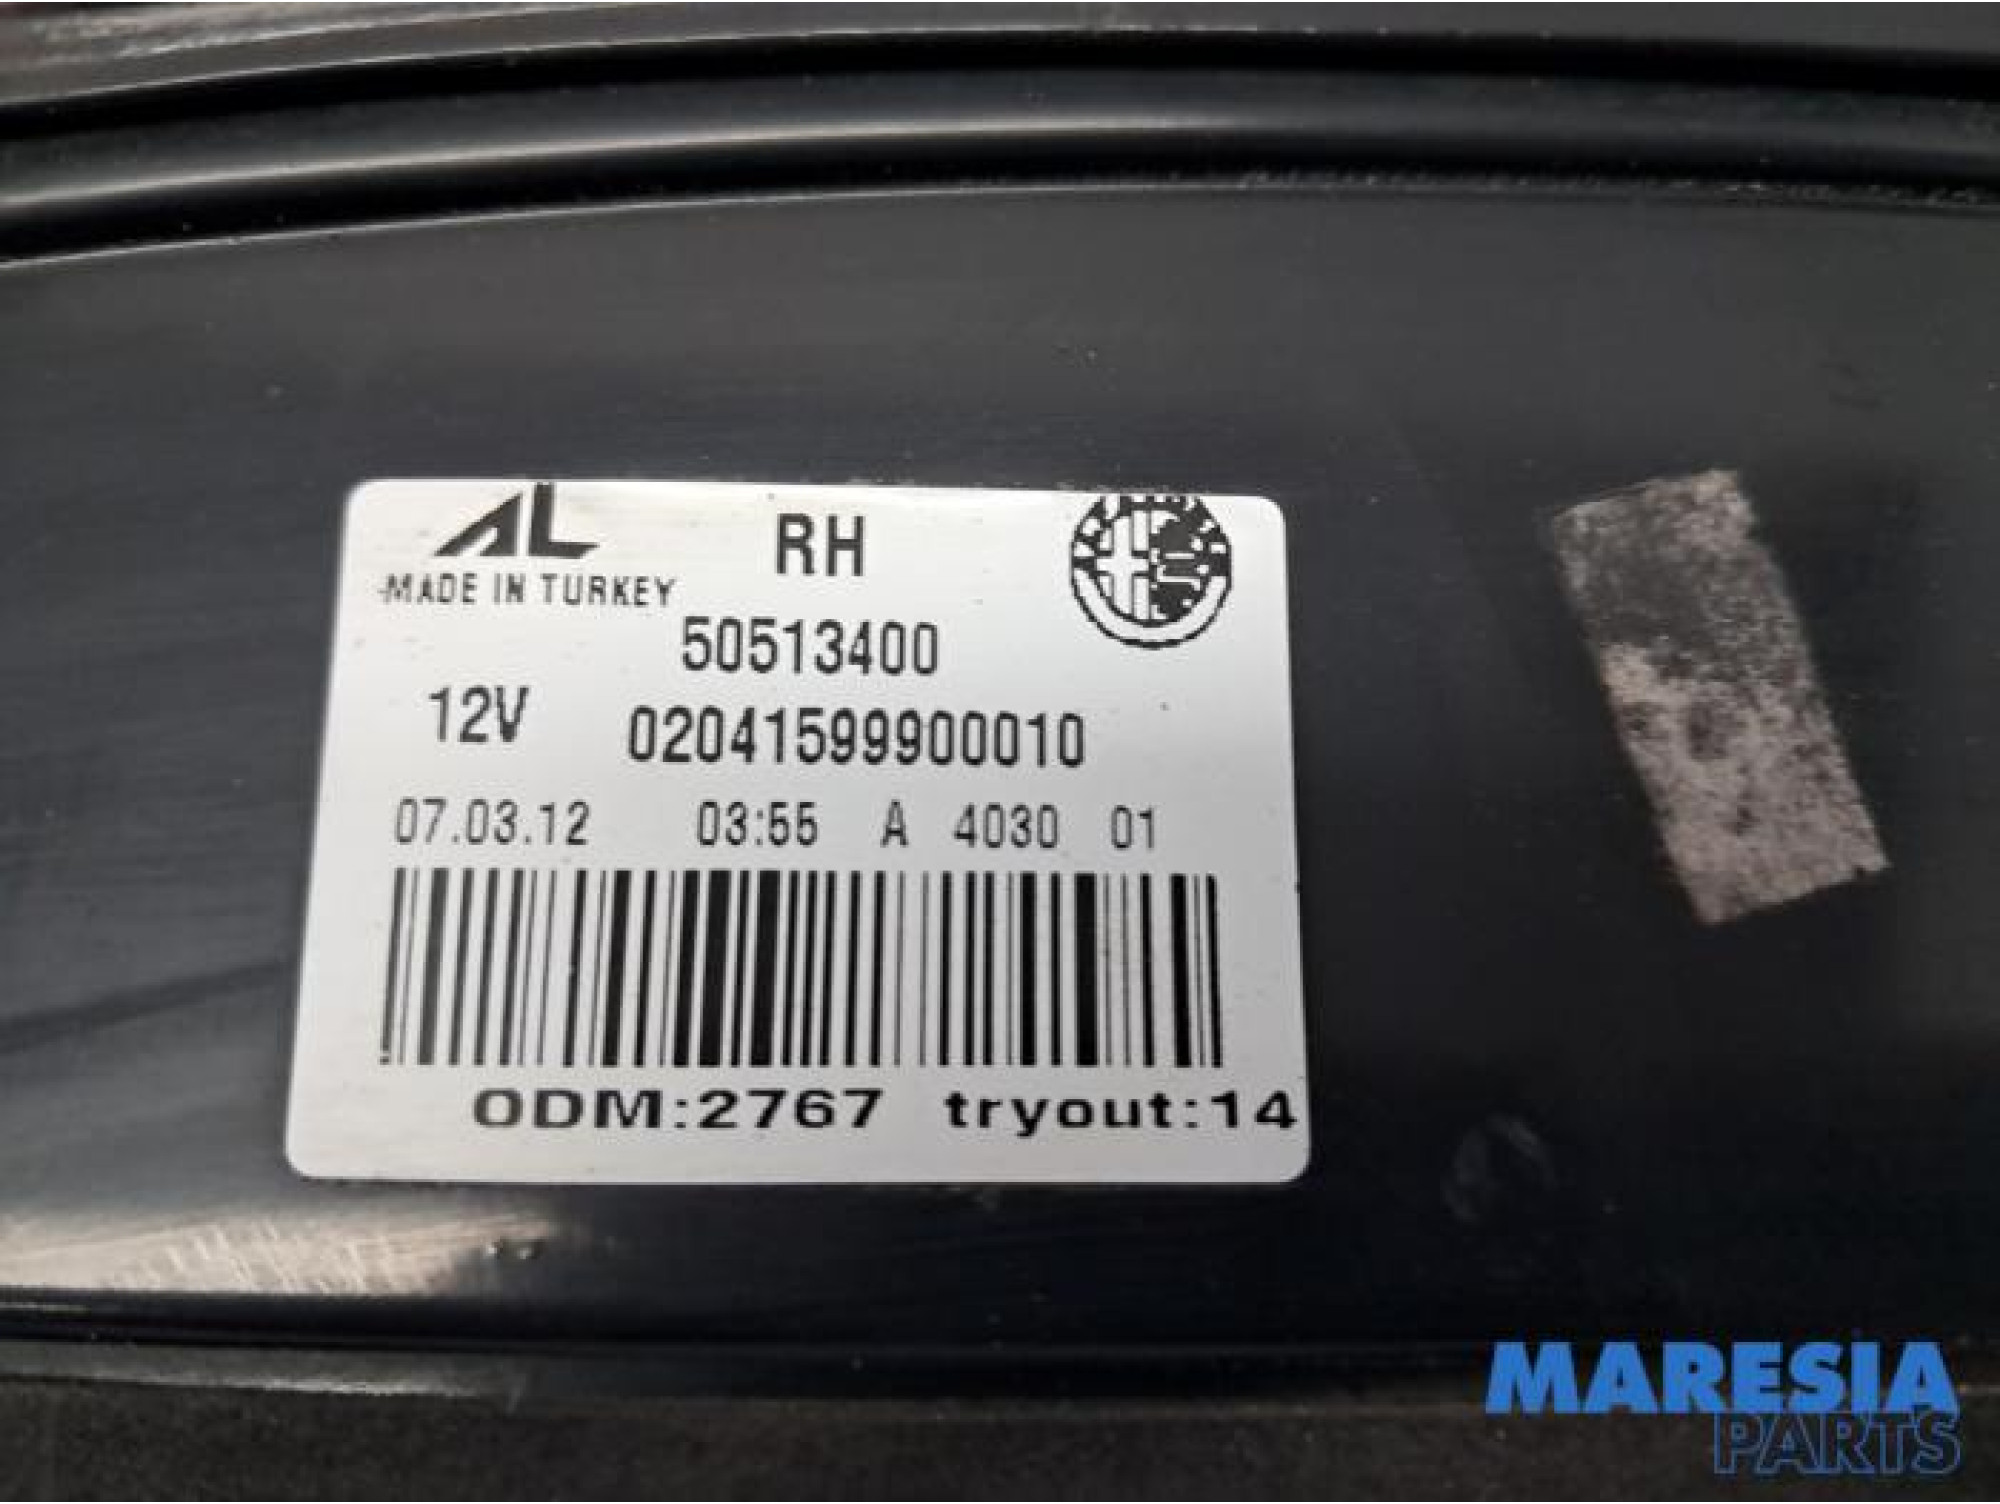 AL RH
MADE IN TURKEY
50513400
12V 02041599900010
07.03.12 03:55 A 4030 01
ODM:2767 tryout:14
MARESIA
PARTS